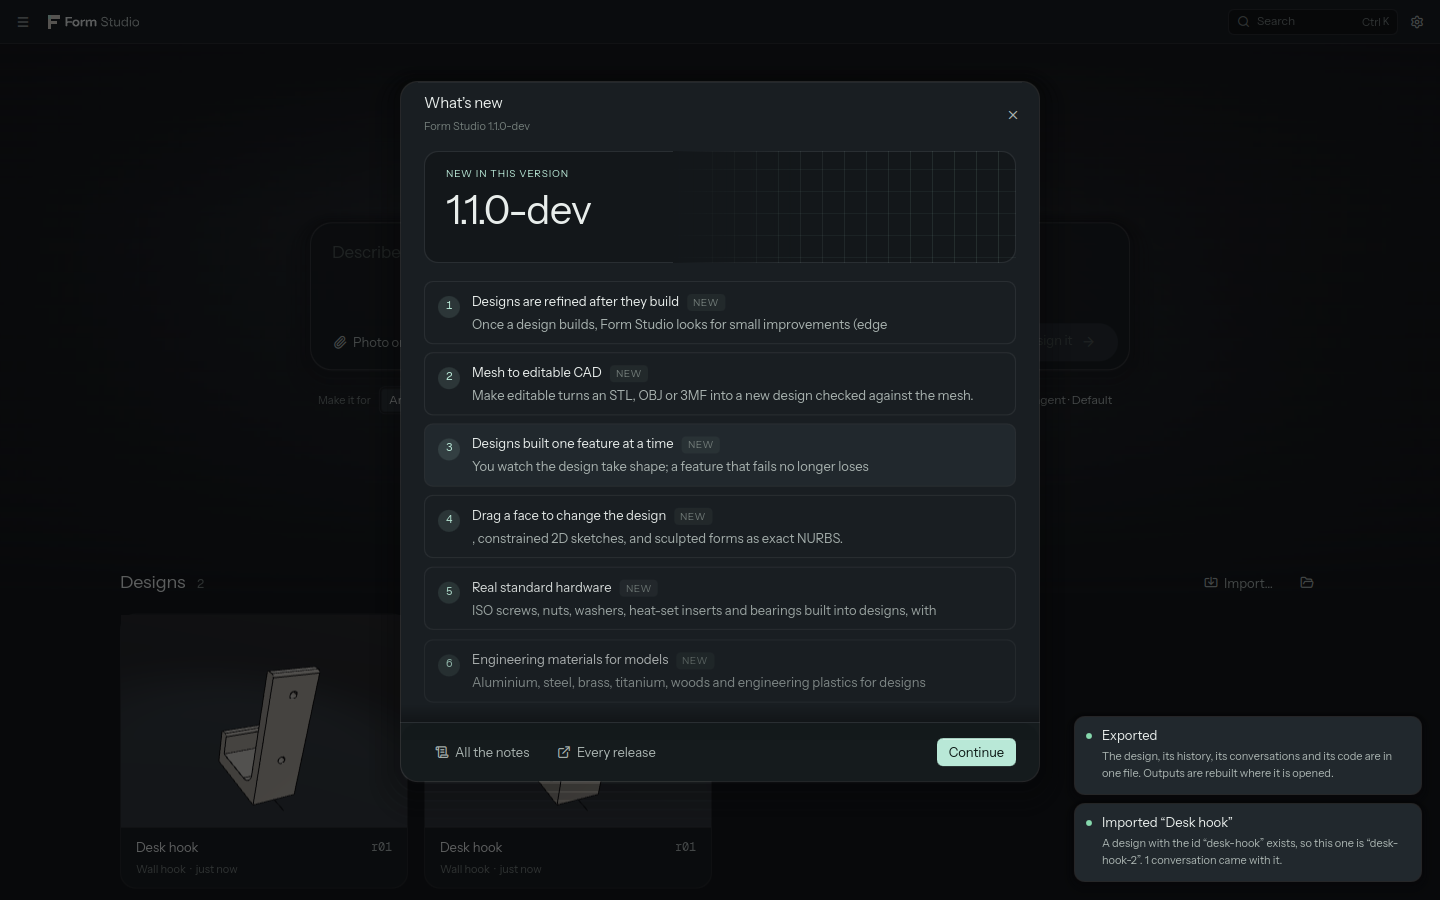 Form Studio
Search
Ctrl K
What's new
Form Studio 1.1.0-dev
NEW IN THIS VERSION
1.1.0-dev
Describe
Photo or
sign it
Make it for
gent · Default
1
Designs are refined after they build NEW
Once a design builds, Form Studio looks for small improvements (edge
2
Mesh to editable CAD NEW
Make editable turns an STL, OBJ or 3MF into a new design checked against the mesh.
3
Designs built one feature at a time NEW
You watch the design take shape; a feature that fails no longer loses
4
Drag a face to change the design NEW
, constrained 2D sketches, and sculpted forms as exact NURBS.
5
Real standard hardware NEW
ISO screws, nuts, washers, heat-set inserts and bearings built into designs, with
6
Engineering materials for models NEW
Aluminium, steel, brass, titanium, woods and engineering plastics for designs
All the notes
Every release
Continue
Designs 2
Import...
Desk hook r01
Wall hook · just now
Desk hook r01
Wall hook · just now
Exported
The design, its history, its conversations and its code are in
one file. Outputs are rebuilt where it is opened.
Imported “Desk hook”
A design with the id “desk-hook” exists, so this one is “desk-
hook-2”. 1 conversation came with it.